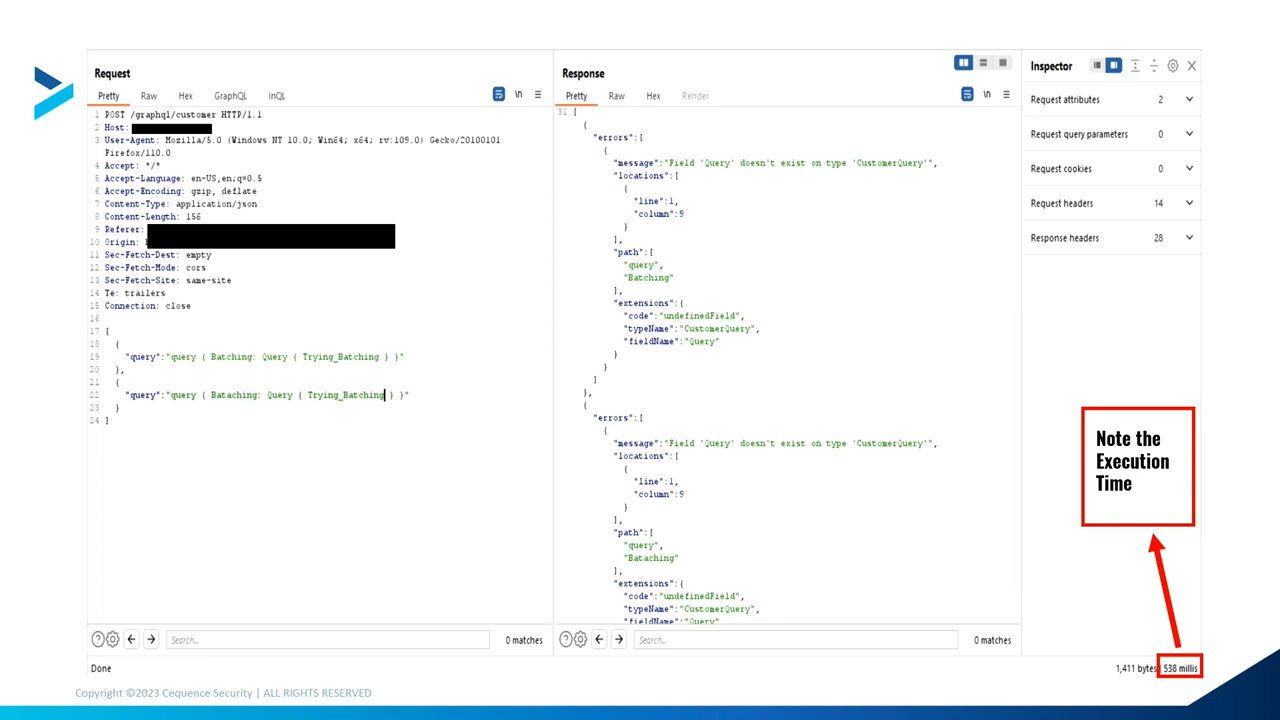 Request
Pretty Raw Hex GraphQL InQL \n
1 POST /graphql/customer HTTP/1.1
2 Host:
3 User-Agent: Mozilla/5.0 (Windows NT 10.0; Win64; x64; rv:109.0) Gecko/20100101
Firefox/110.0
4 Accept: */*
5 Accept-Language: en-US,en;q=0.5
6 Accept-Encoding: gzip, deflate
7 Content-Type: application/json
8 Content-Length: 156
9 Referer:
10 Origin:
11 Sec-Fetch-Dest: empty
12 Sec-Fetch-Mode: cors
13 Sec-Fetch-Site: same-site
14 Te: trailers
15 Connection: close
16
17 [
18 {
19 "query":"query { Batching: Query { Trying_Batching } }"
20 },
21 {
22 "query":"query { Bataching: Query { Trying_Batching } }"
23 }
24 ]
Search...
0 matches
Response
Pretty Raw Hex Render \n
31 [
{
"errors":[
{
"message":"Field 'Query' doesn't exist on type 'CustomerQuery'",
"locations":[
{
"line":1,
"column":9
}
],
"path":[
"query",
"Batching"
],
"extensions":{
"code":"undefinedField",
"typeName":"CustomerQuery",
"fieldName":"Query"
}
}
]
},
{
"errors":[
{
"message":"Field 'Query' doesn't exist on type 'CustomerQuery'",
"locations":[
{
"line":1,
"column":9
}
],
"path":[
"query",
"Bataching"
],
"extensions":{
"code":"undefinedField",
"typeName":"CustomerQuery",
"fieldName":"Query"
Search...
0 matches
Inspector
Request attributes 2
Request query parameters 0
Request cookies 0
Request headers 14
Response headers 28
Note the
Execution
Time
Done
1,411 bytes
538 millis
Copyright ©2023 Cequence Security | ALL RIGHTS RESERVED